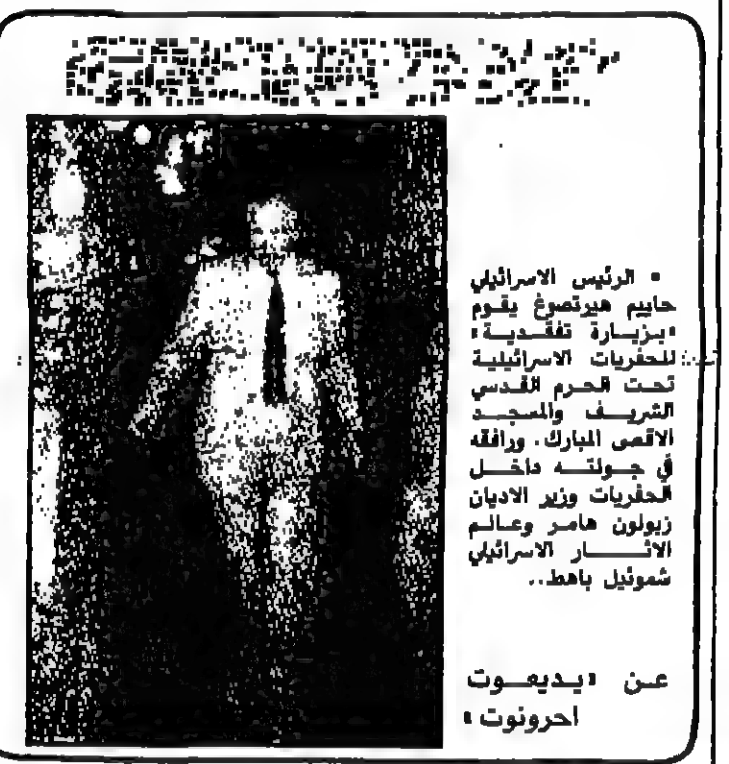 ▪ الرئيس الاسرائيلي
حاييم هيرتصوغ يقوم
«بزيارة تفقدية»
للحفريات الاسرائيلية
تحت الحرم القدسي
الشريف والمسجد
الاقصى المبارك. ورافقه
في جولته داخل
الحفريات وزير الاديان
زبولون هامر وعالم
الاثار الاسرائيلي
شموئيل باهط..
عن «يديعوت
احرونوت»